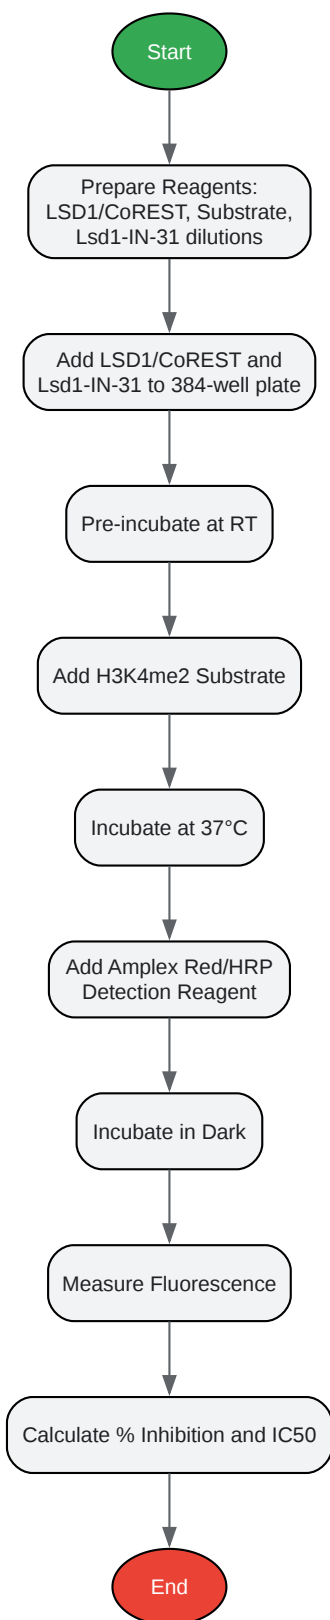 Start
Prepare Reagents:
LSD1/CoREST, Substrate,
Lsd1-IN-31 dilutions
Add LSD1/CoREST and
Lsd1-IN-31 to 384-well plate
Pre-incubate at RT
Add H3K4me2 Substrate
Incubate at 37°C
Add Amplex Red/HRP
Detection Reagent
Incubate in Dark
Measure Fluorescence
Calculate % Inhibition and IC50
End